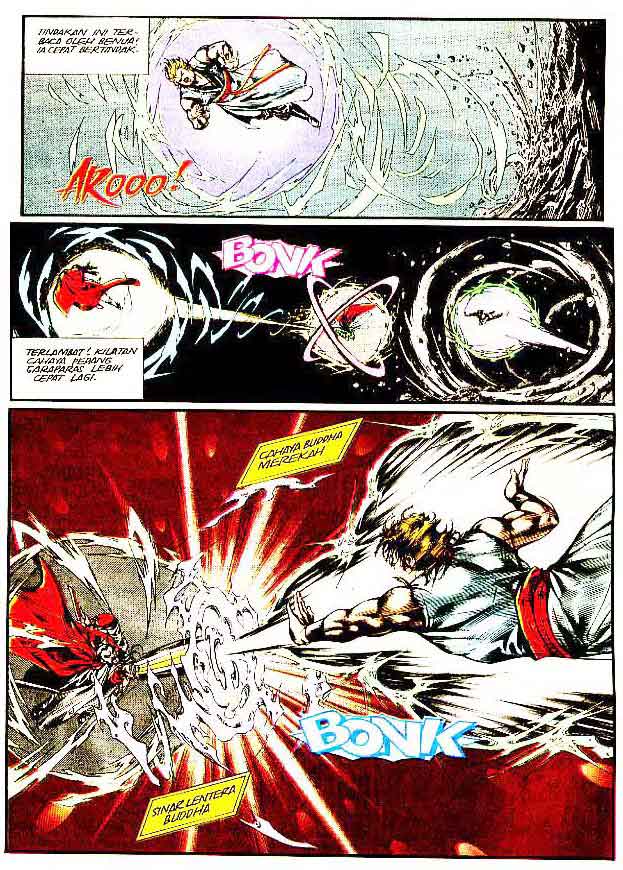 TINDAKAN INI TER-
BACA OLEH BENUA!
IA CEPAT BERTINDAK.
AROOO!
BONK
TERLAMBAT! KILATAN
CAHAYA PEDANG
GARAPARAS LEBIH
CEPAT LAGI.
CAHAYA BUDDHA
MEREKAH
BONK
SINAR LENTERA
BUDDHA